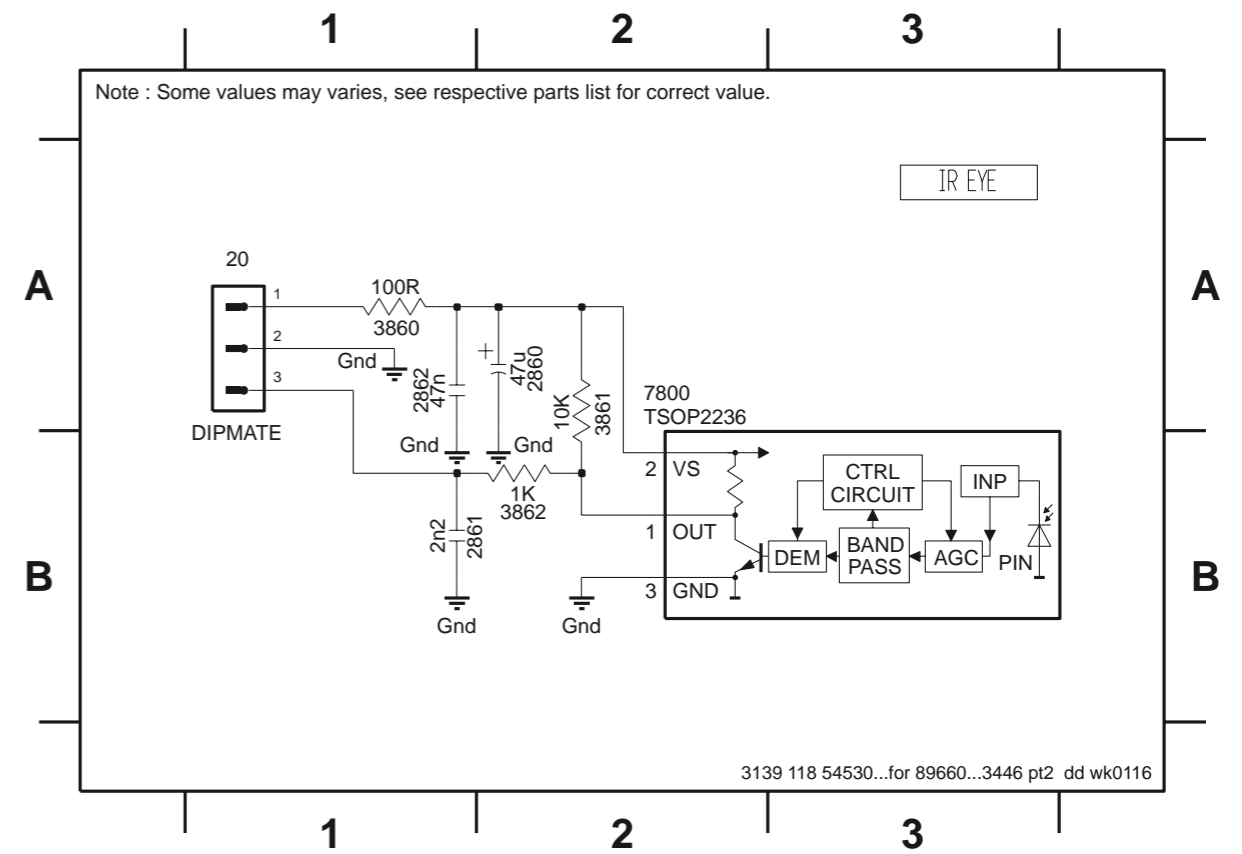 1 2 3
Note : Some values may varies, see respective parts list for correct value.
IR EYE
A A
20
1
100R
3860
2
Gnd
3
DIPMATE
2862
47n
Gnd
47u
2860
Gnd
10K
3861
7800
TSOP2236
2 VS
1K
3862
1 OUT
2n2
2861
3 GND
Gnd
Gnd
CTRL
CIRCUIT
INP
DEM
BAND
PASS
AGC
PIN
B B
3139 118 54530...for 89660...3446 pt2 dd wk0116
1 2 3